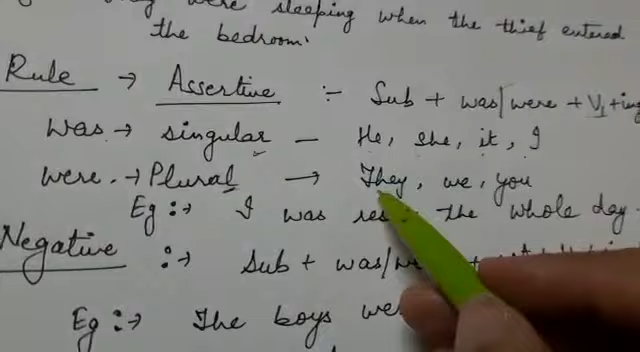 they were sleeping when the thief entered
the bedroom.
Rule → Assertive :- Sub + was/were + V1 + ing
Was → singular – He, she, it, I
were → Plural → They, we, you
Eg :→ I was the whole day.
Negative :→ Sub + was/we +
Eg :→ The boys we